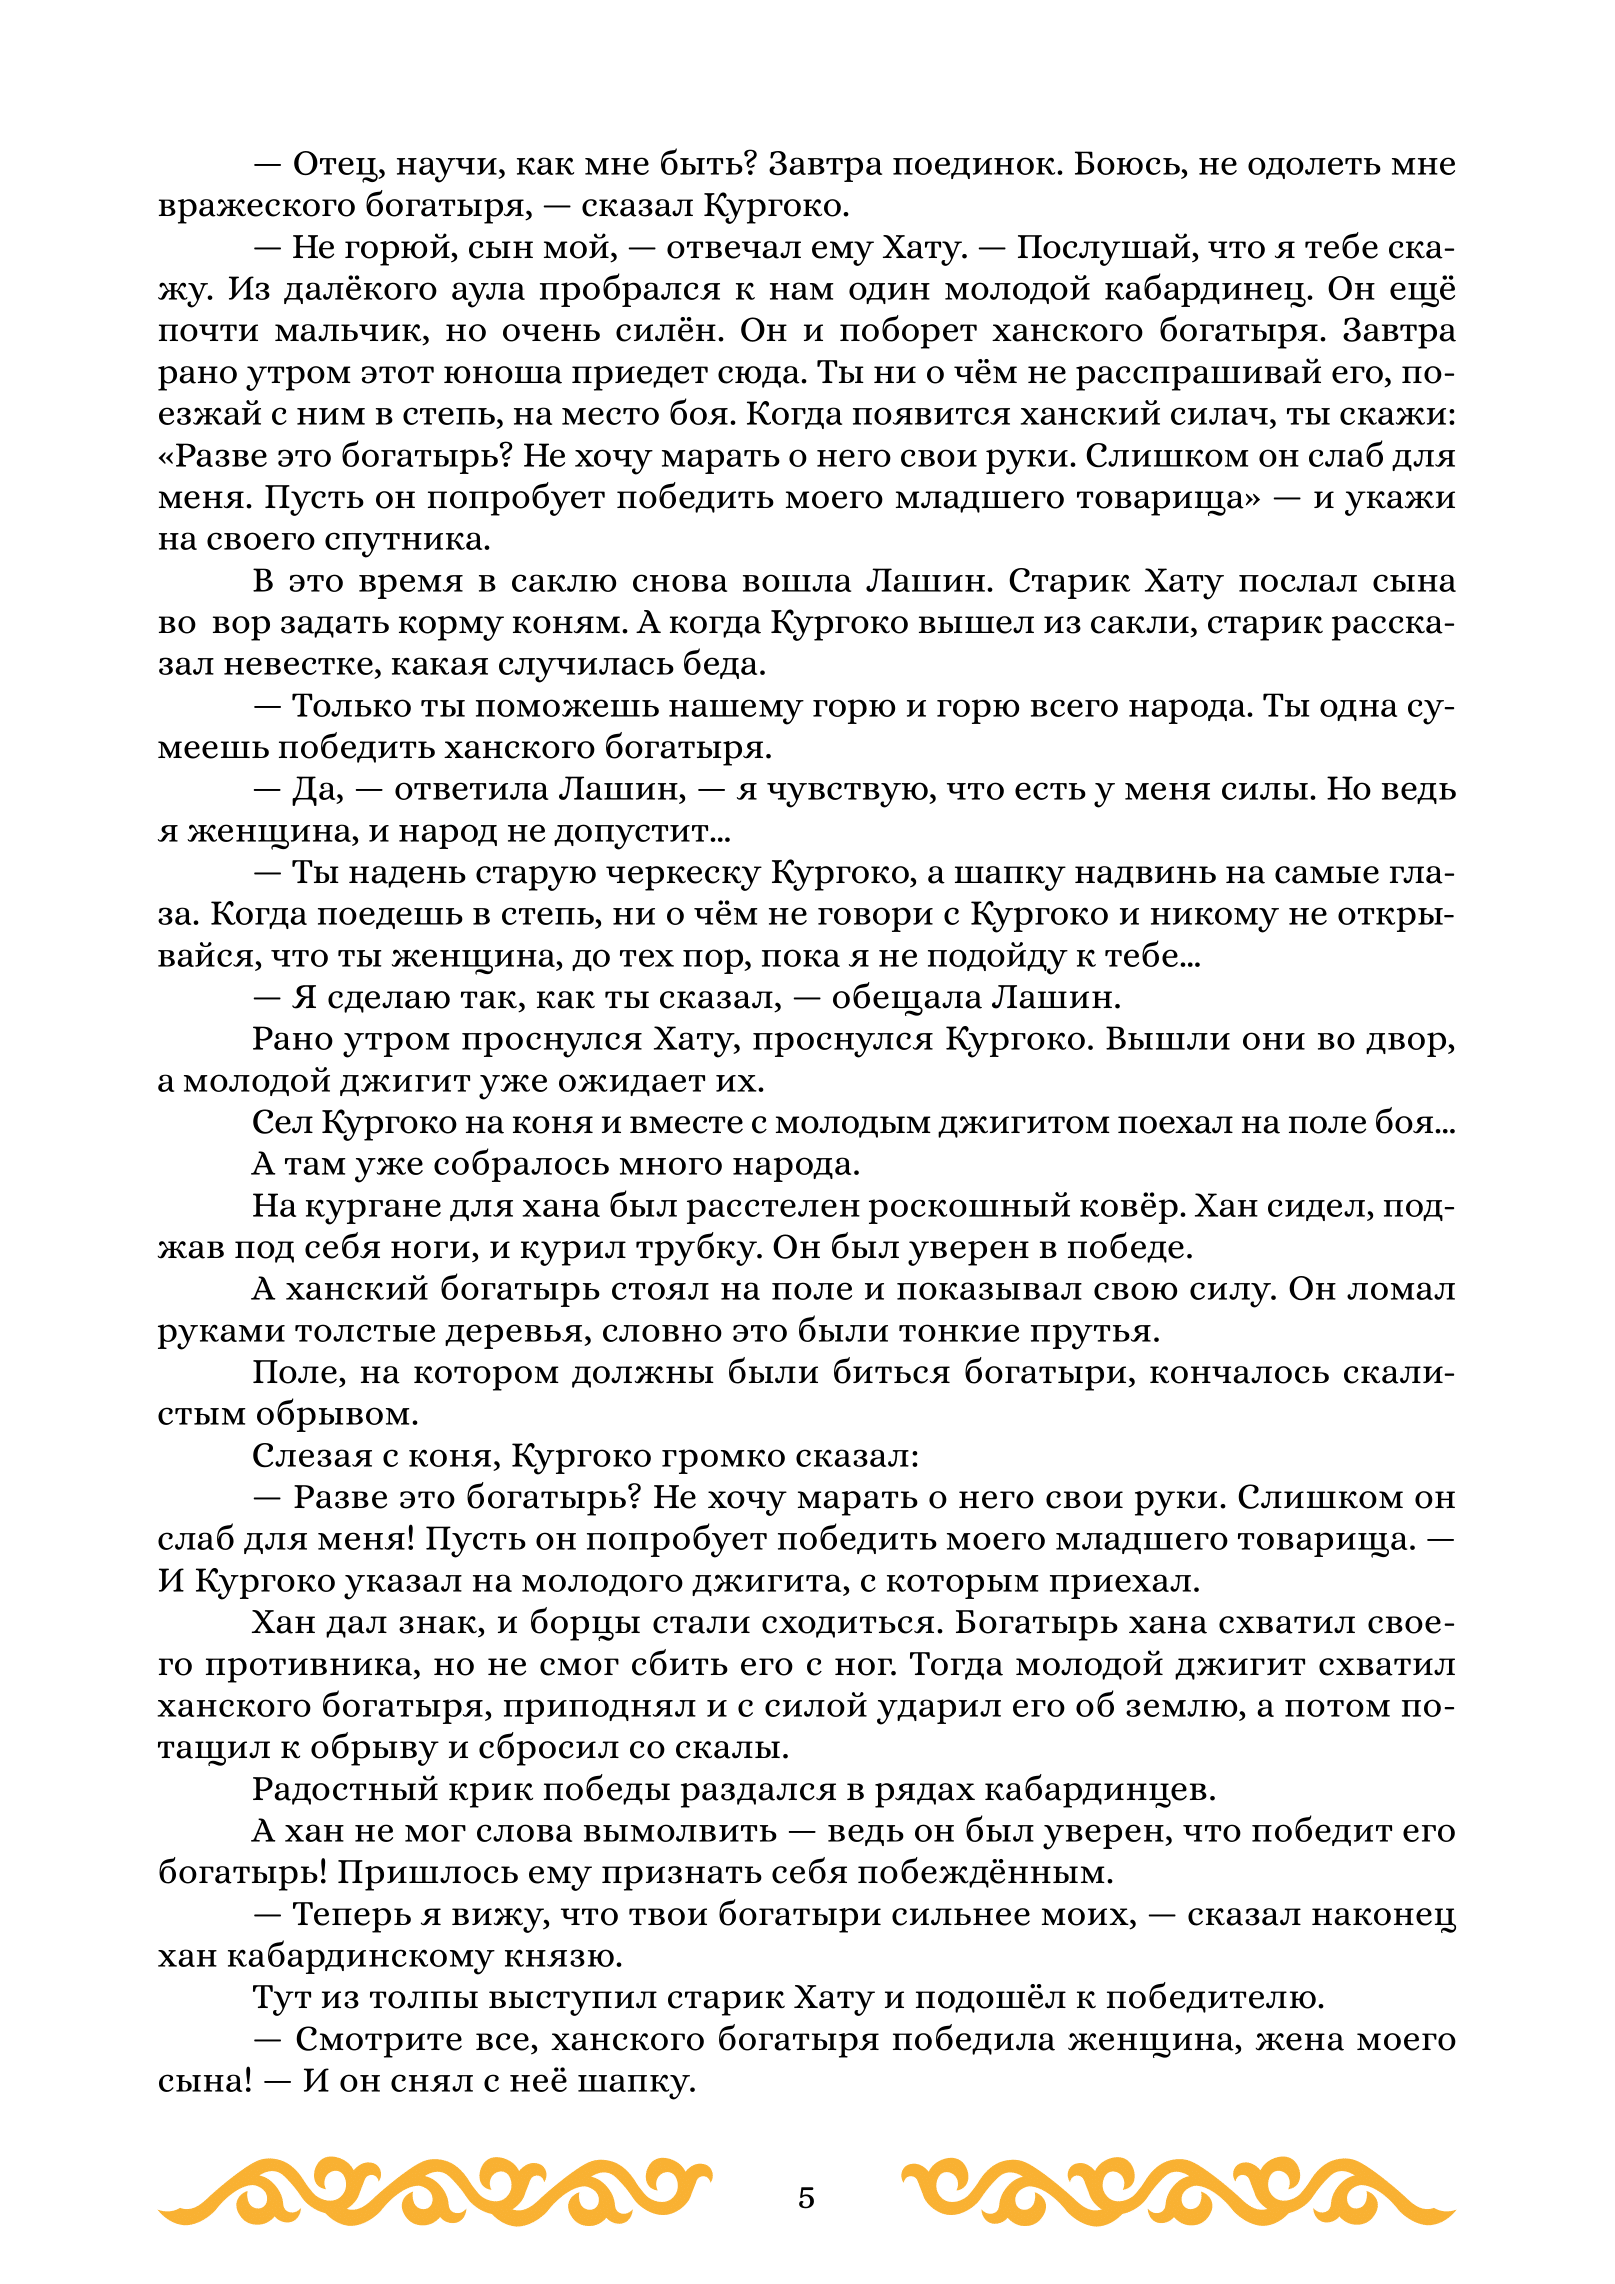 — Отец, научи, как мне быть? Завтра поединок. Боюсь, не одолеть мне
вражеского богатыря, — сказал Кургоко.
— Не горюй, сын мой, — отвечал ему Хату. — Послушай, что я тебе ска-
жу. Из далёкого аула пробрался к нам один молодой кабардинец. Он ещё
почти мальчик, но очень силён. Он и поборет ханского богатыря. Завтра
рано утром этот юноша приедет сюда. Ты ни о чём не расспрашивай его, по-
езжай с ним в степь, на место боя. Когда появится ханский силач, ты скажи:
«Разве это богатырь? Не хочу марать о него свои руки. Слишком он слаб для
меня. Пусть он попробует победить моего младшего товарища» — и укажи
на своего спутника.
В это время в саклю снова вошла Лашин. Старик Хату послал сына
во вор задать корму коням. А когда Кургоко вышел из сакли, старик расска-
зал невестке, какая случилась беда.
— Только ты поможешь нашему горю и горю всего народа. Ты одна су-
меешь победить ханского богатыря.
— Да, — ответила Лашин, — я чувствую, что есть у меня силы. Но ведь
я женщина, и народ не допустит...
— Ты надень старую черкеску Кургоко, а шапку надвинь на самые гла-
за. Когда поедешь в степь, ни о чём не говори с Кургоко и никому не откры-
вайся, что ты женщина, до тех пор, пока я не подойду к тебе...
— Я сделаю так, как ты сказал, — обещала Лашин.
Рано утром проснулся Хату, проснулся Кургоко. Вышли они во двор,
а молодой джигит уже ожидает их.
Сел Кургоко на коня и вместе с молодым джигитом поехал на поле боя...
А там уже собралось много народа.
На кургане для хана был расстелен роскошный ковёр. Хан сидел, под-
жав под себя ноги, и курил трубку. Он был уверен в победе.
А ханский богатырь стоял на поле и показывал свою силу. Он ломал
руками толстые деревья, словно это были тонкие прутья.
Поле, на котором должны были биться богатыри, кончалось скали-
стым обрывом.
Слезая с коня, Кургоко громко сказал:
— Разве это богатырь? Не хочу марать о него свои руки. Слишком он
слаб для меня! Пусть он попробует победить моего младшего товарища. —
И Кургоко указал на молодого джигита, с которым приехал.
Хан дал знак, и борцы стали сходиться. Богатырь хана схватил свое-
го противника, но не смог сбить его с ног. Тогда молодой джигит схватил
ханского богатыря, приподнял и с силой ударил его об землю, а потом по-
тащил к обрыву и сбросил со скалы.
Радостный крик победы раздался в рядах кабардинцев.
А хан не мог слова вымолвить — ведь он был уверен, что победит его
богатырь! Пришлось ему признать себя побеждённым.
— Теперь я вижу, что твои богатыри сильнее моих, — сказал наконец
хан кабардинскому князю.
Тут из толпы выступил старик Хату и подошёл к победителю.
— Смотрите все, ханского богатыря победила женщина, жена моего
сына! — И он снял с неё шапку.
5